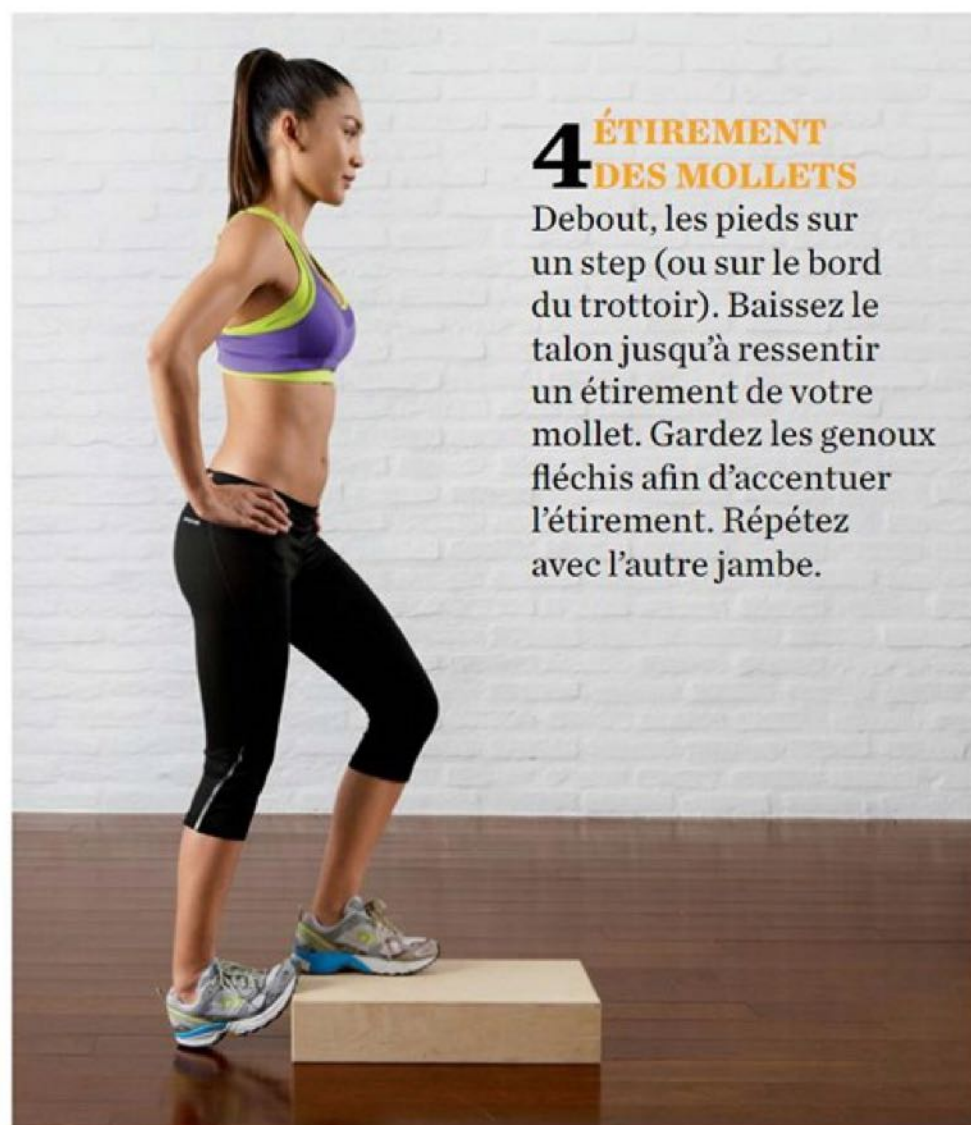 4 ÉTIREMENT
DES MOLLETS
Debout, les pieds sur
un step (ou sur le bord
du trottoir). Baissez le
talon jusqu'à ressentir
un étirement de votre
mollet. Gardez les genoux
fléchis afin d'accentuer
l'étirement. Répétez
avec l'autre jambe.